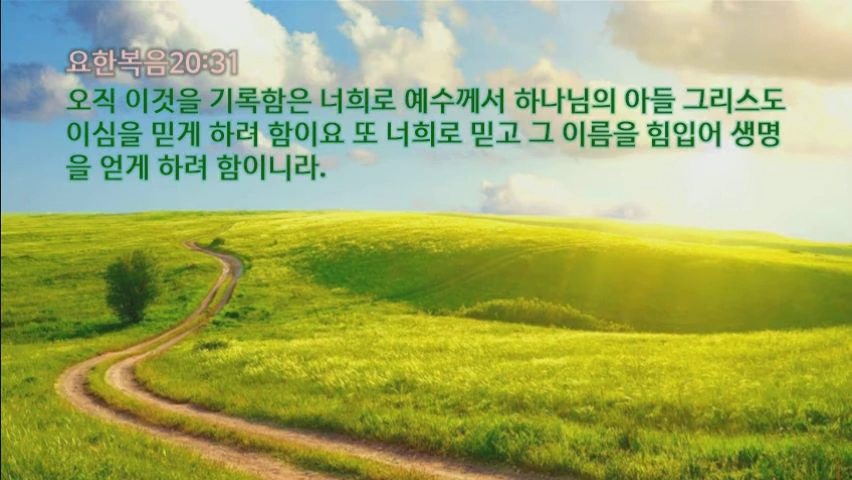 요한복음20:31
오직 이것을 기록함은 너희로 예수께서 하나님의 아들 그리스도
이심을 믿게 하려 함이요 또 너희로 믿고 그 이름을 힘입어 생명
을 얻게 하려 함이니라.